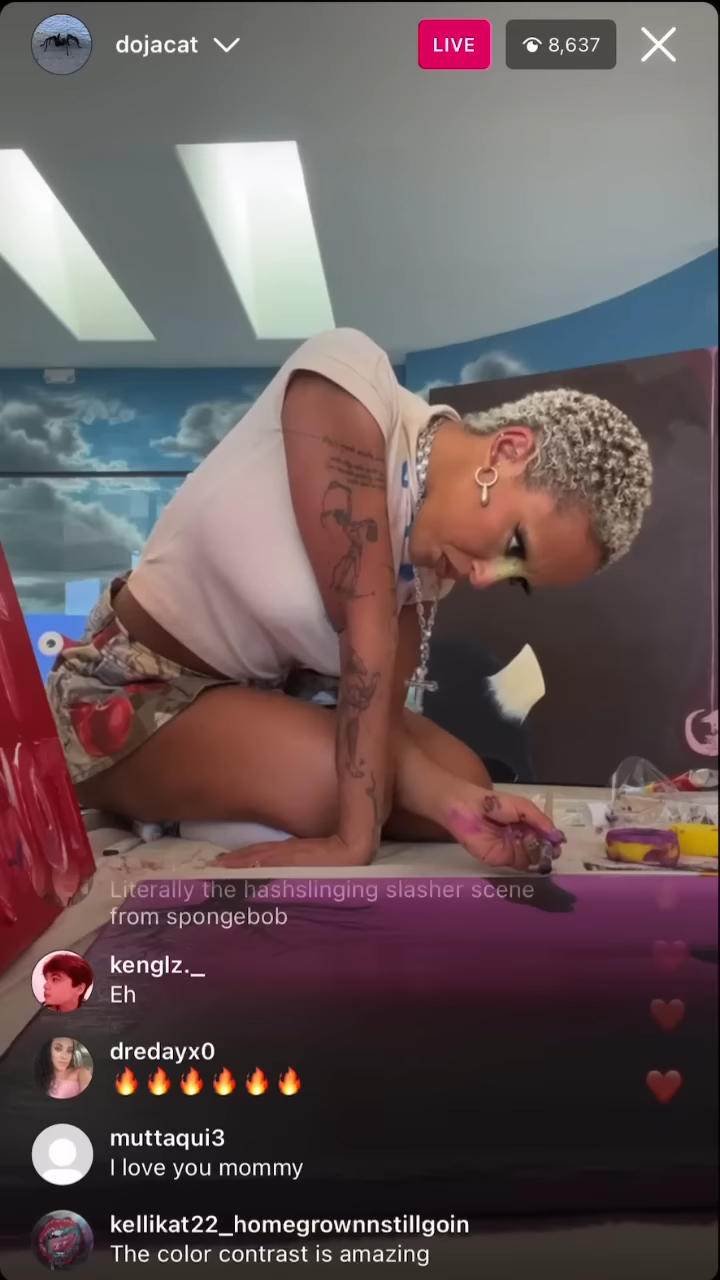 dojacat
LIVE
8,637
Literally the hashslinging slasher scene
from spongebob
kenglz._
Eh
dredayx0
🔥🔥🔥🔥🔥🔥
muttaqui3
I love you mommy
kellikat22_homegrownnstillgoin
The color contrast is amazing